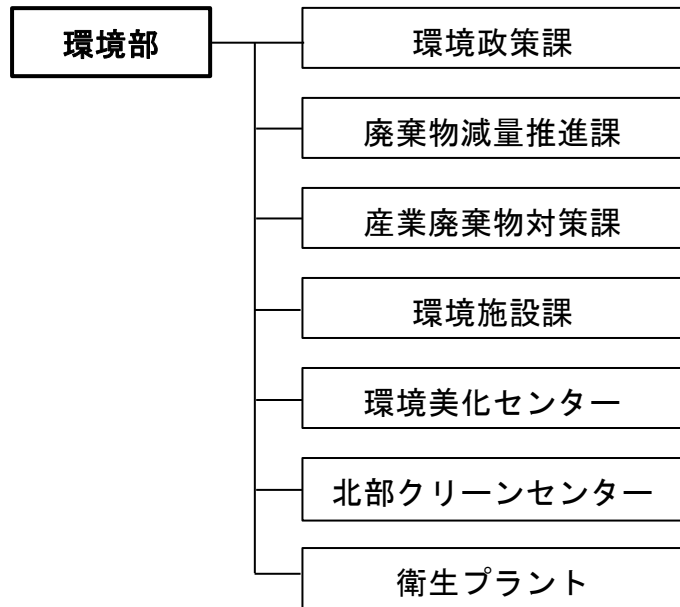 環境部
環境政策課
廃棄物減量推進課
産業廃棄物対策課
環境施設課
環境美化センター
北部クリーンセンター
衛生プラント